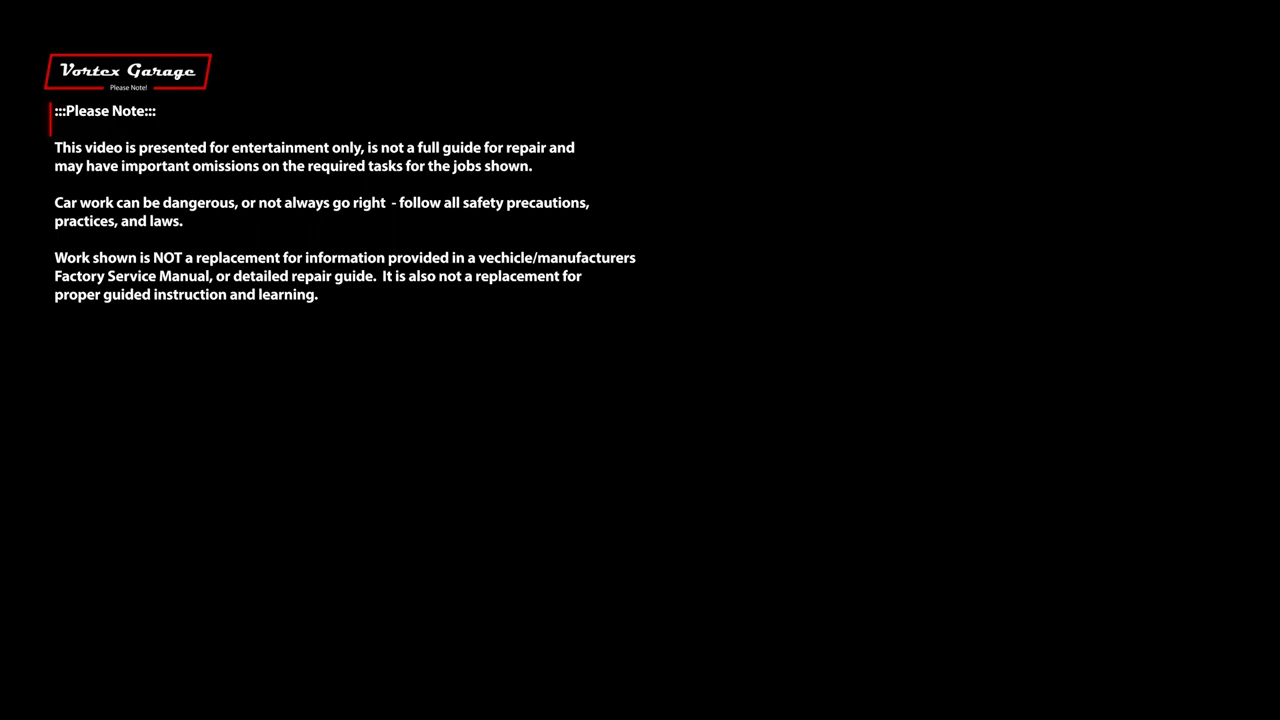 Vortex Garage
Please Note!
:::Please Note:::
This video is presented for entertainment only, is not a full guide for repair and
may have important omissions on the required tasks for the jobs shown.
Car work can be dangerous, or not always go right  - follow all safety precautions,
practices, and laws.
Work shown is NOT a replacement for information provided in a vechicle/manufacturers
Factory Service Manual, or detailed repair guide.  It is also not a replacement for
proper guided instruction and learning.